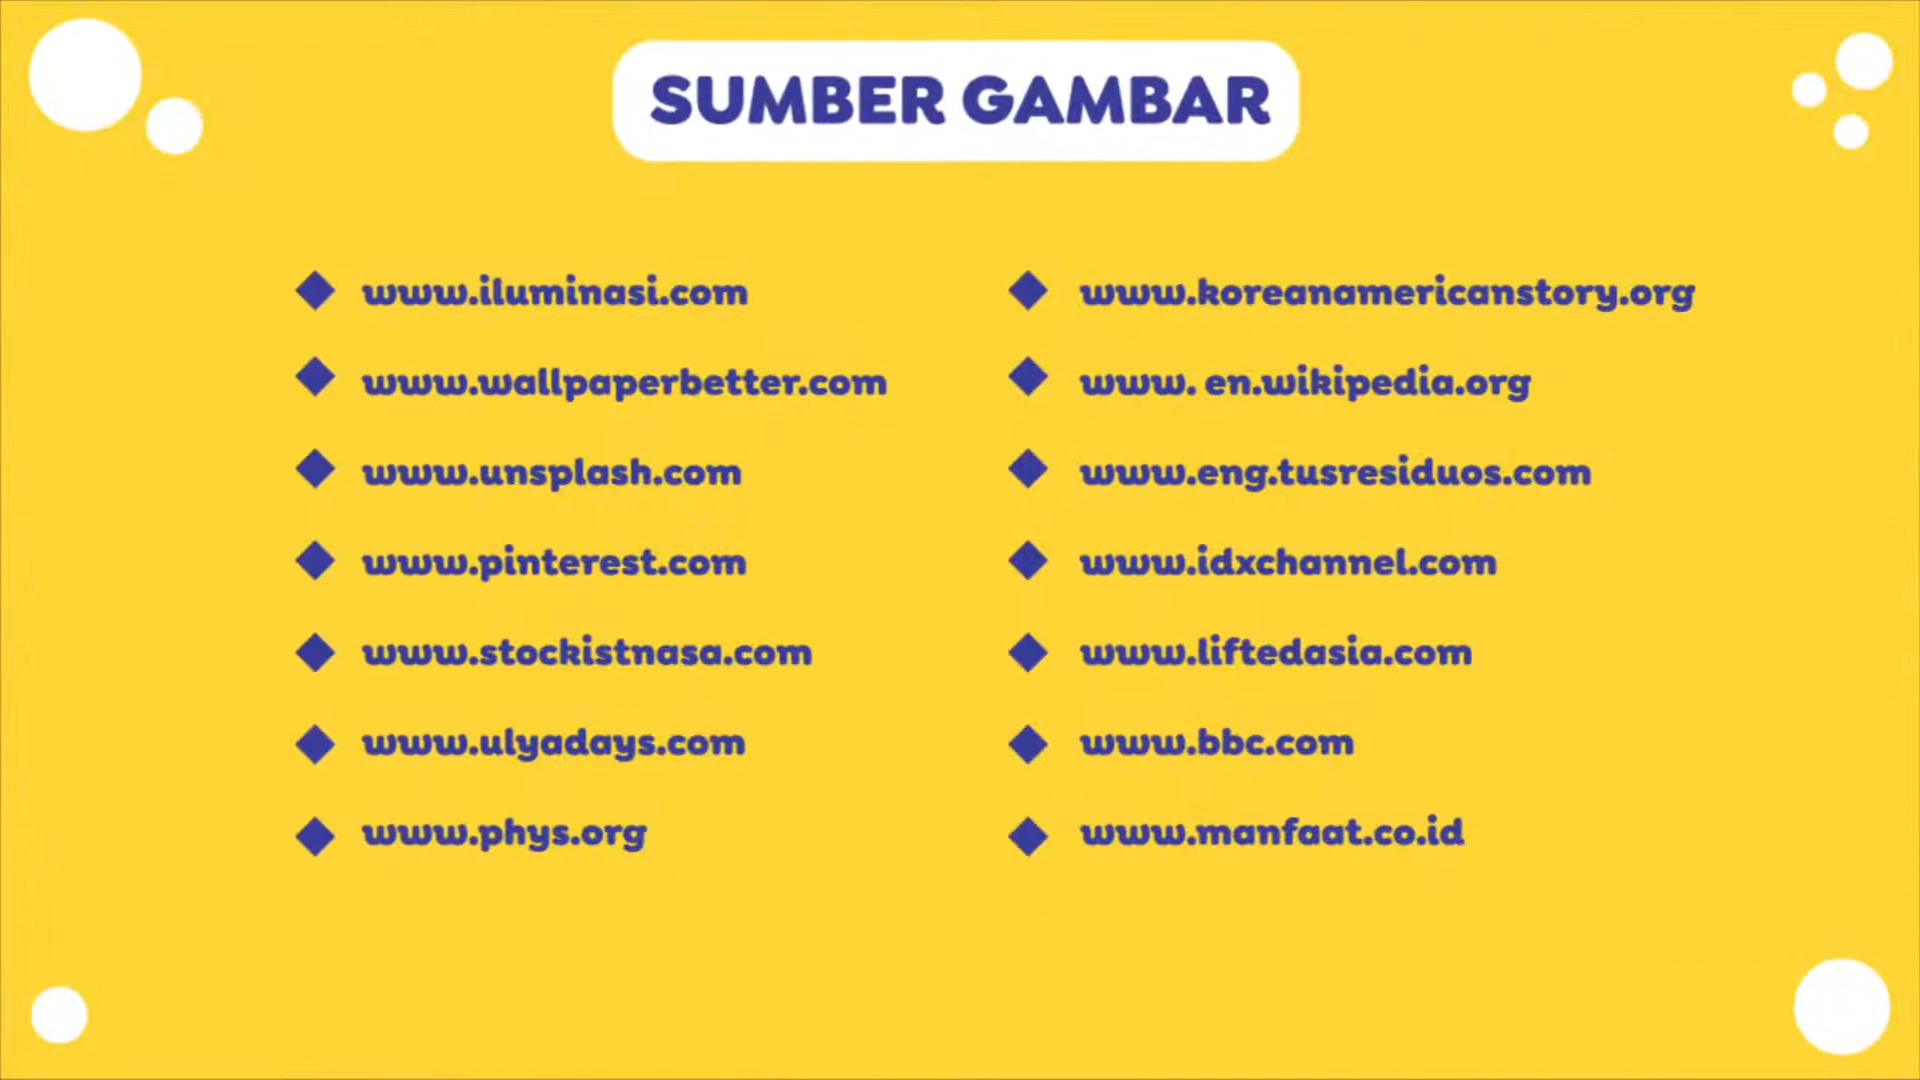 SUMBER GAMBAR
www.iluminasi.com
www.wallpaperbetter.com
www.unsplash.com
www.pinterest.com
www.stockistnasa.com
www.ulyadays.com
www.phys.org
www.koreanamericanstory.org
www. en.wikipedia.org
www.eng.tusresiduos.com
www.idxchannel.com
www.liftedasia.com
www.bbc.com
www.manfaat.co.id